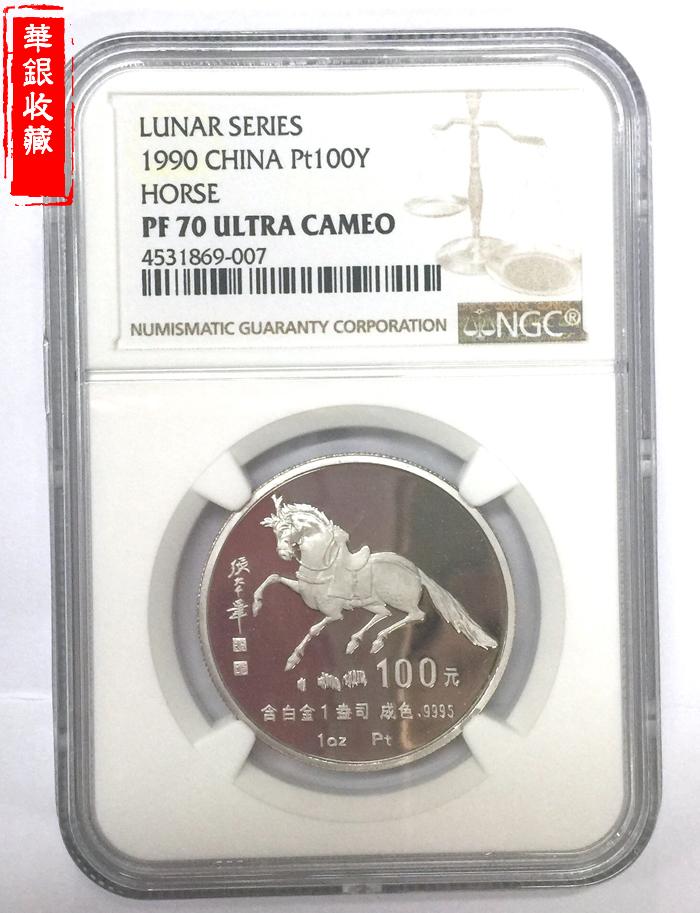 華銀收藏
LUNAR SERIES
1990 CHINA Pt100Y
HORSE
PF 70 ULTRA CAMEO
4531869-007
NUMISMATIC GUARANTY CORPORATION
NGC®
100元
含白金1盎司 成色.9995
1oz Pt